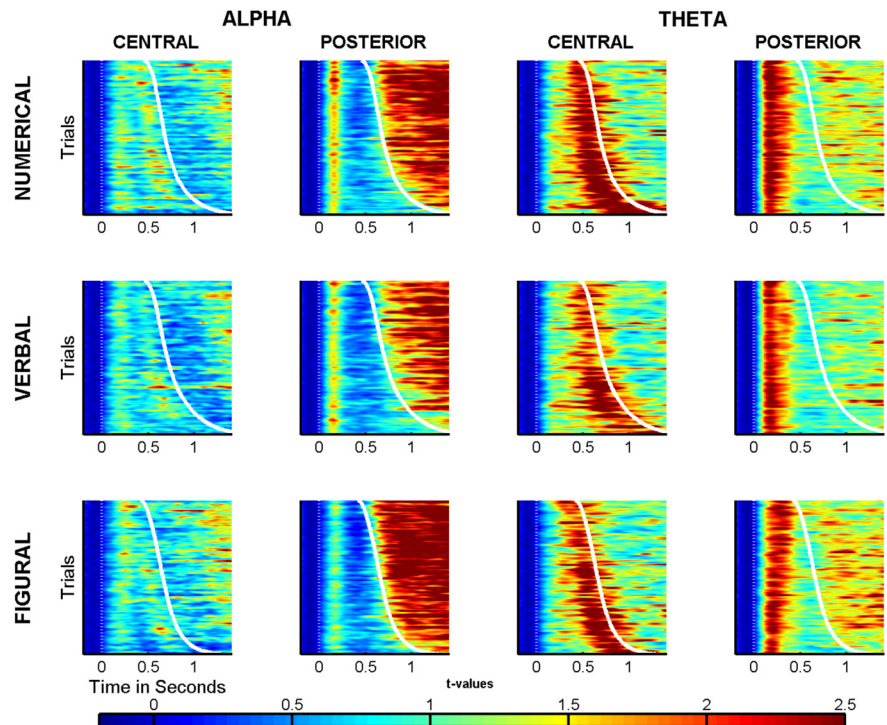 ALPHA THETA
CENTRAL POSTERIOR CENTRAL POSTERIOR
NUMERICAL
Trials
0 0.5 1 0 0.5 1 0 0.5 1 0 0.5 1
VERBAL
Trials
0 0.5 1 0 0.5 1 0 0.5 1 0 0.5 1
FIGURAL
Trials
0 0.5 1 0 0.5 1 0 0.5 1 0 0.5 1
Time in Seconds t-values
0 0.5 1 1.5 2 2.5